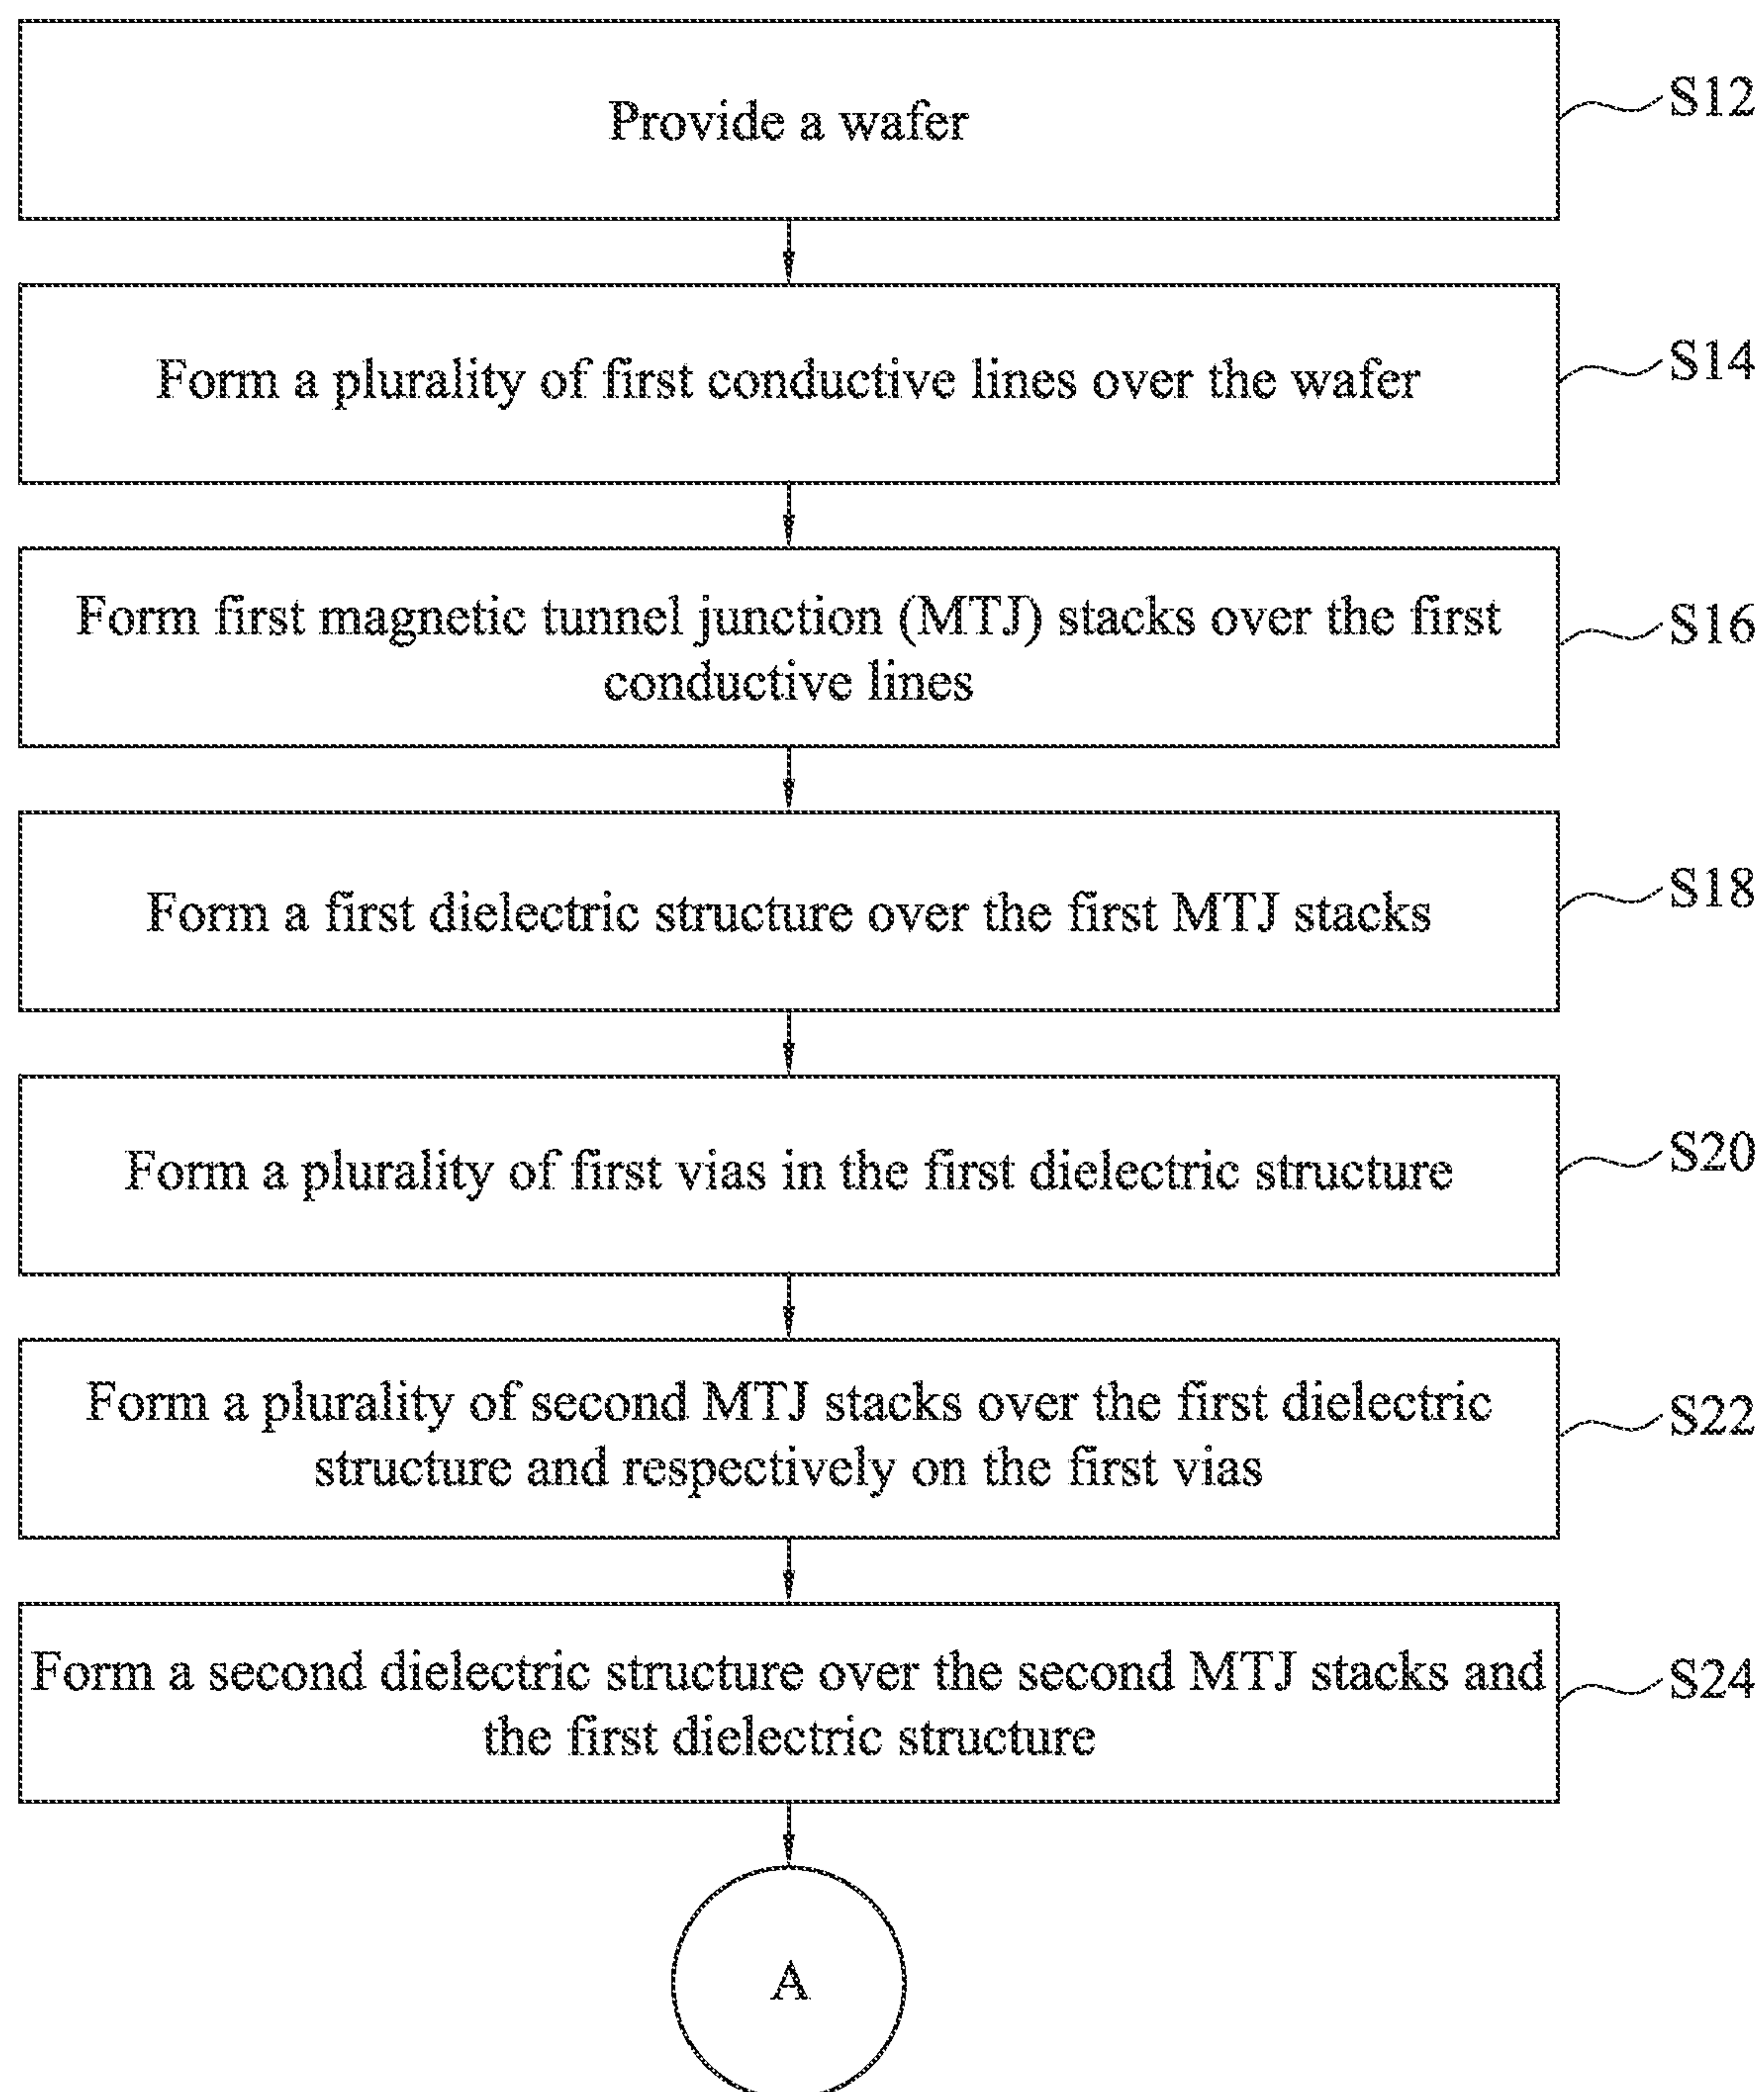 Provide a wafer
S12
Form a plurality of first conductive lines over the wafer
S14
Form first magnetic tunnel junction (MTJ) stacks over the first
conductive lines
S16
Form a first dielectric structure over the first MTJ stacks
S18
Form a plurality of first vias in the first dielectric structure
S20
Form a plurality of second MTJ stacks over the first dielectric
structure and respectively on the first vias
S22
Form a second dielectric structure over the second MTJ stacks and
the first dielectric structure
S24
A